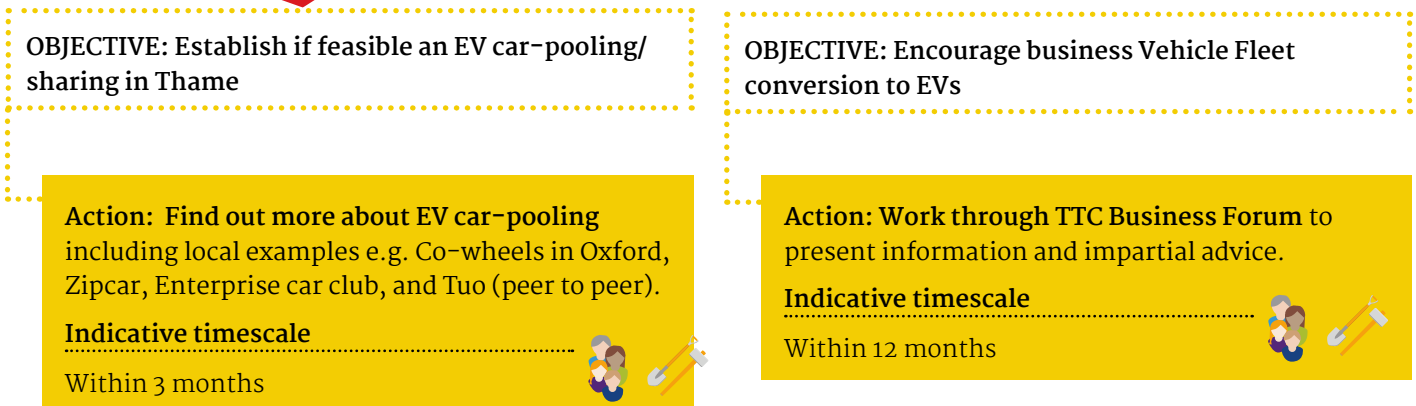 OBJECTIVE: Establish if feasible an EV car-pooling/
sharing in Thame
Action:  Find out more about EV car-pooling
including local examples e.g. Co-wheels in Oxford,
Zipcar, Enterprise car club, and Tuo (peer to peer).
Indicative timescale
Within 3 months
OBJECTIVE: Encourage business Vehicle Fleet
conversion to EVs
Action: Work through TTC Business Forum to
present information and impartial advice.
Indicative timescale
Within 12 months